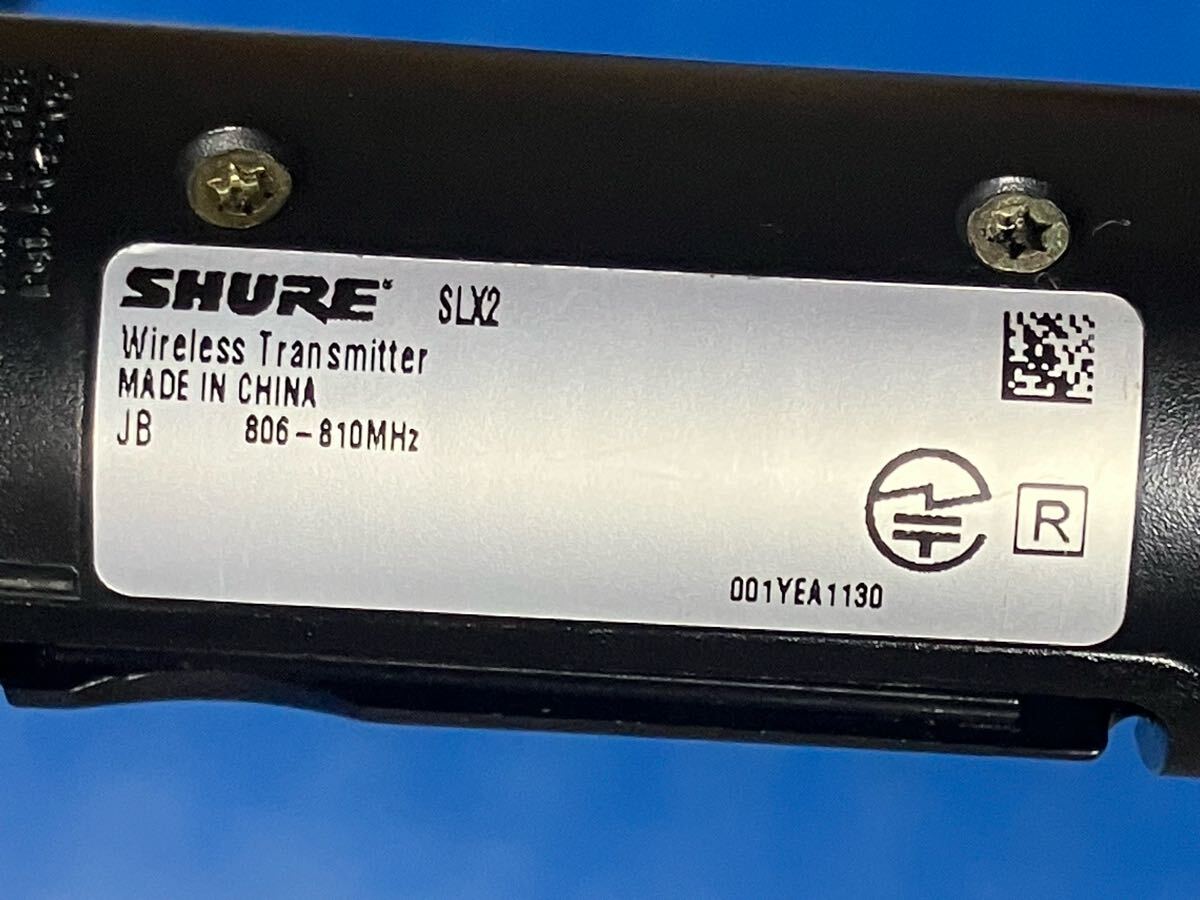 SHURE® SLX2
Wireless Transmitter
MADE IN CHINA
JB 806-810MHz
R
001YEA1130